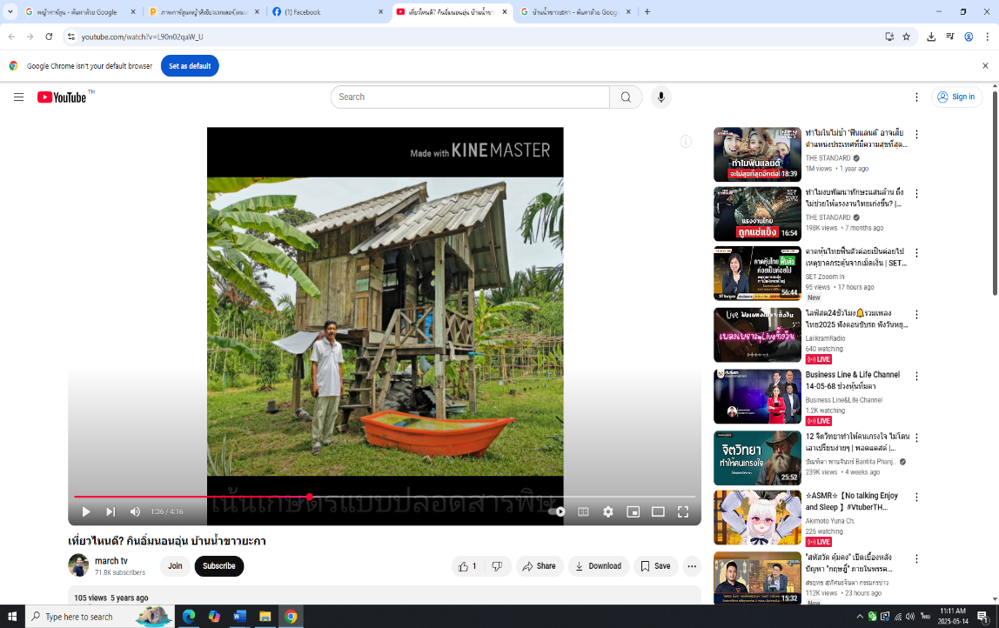 หญ้าการ์ตูน - ค้นหาด้วย Google
(1) Facebook
เที่ยวไหนดี? กินอิ่มนอนอุ่น บ้านน้ำข
บ้านน้ำขาวยะกา - ค้นหาด้วย Goog
youtube.com/watch?v=L90n02qaW_U
Google Chrome isn't your default browser
Set as default
YouTube TH
Search
Sign in
Made with KINEMASTER
เน้นเกษตรแบบปลอดสารพิษ
1:36 / 4:16
เที่ยวไหนดี? กินอิ่มนอนอุ่น บ้านน้ำขาวยะกา
march tv
71.8K subscribers
Join
Subscribe
1
Share
Download
Save
105 views 5 years ago
ทำไมฟินแลนด์
จะไม่สุขที่สุดอีกต่อไป
18:39
ทำไมไม่ช้า 'ฟินแลนด์' อาจเสีย
ตำแหน่งประเทศที่มีความสุขที่สุด...
THE STANDARD
1M views • 1 year ago
แรงงานไทย
ถูกแช่แข็ง
16:54
ทำไมงบพัฒนาทักษะแสนล้าน ถึง
ไม่ช่วยให้แรงงานไทยเก่งขึ้น? |...
THE STANDARD
198K views • 7 months ago
คาดหุ้นไทย ฟื้นตัว
ค่อยเป็นค่อยไป
56:44
คาดหุ้นไทยฟื้นตัวค่อยเป็นค่อยไป
เหตุขาดกระตุ้นจากเม็ดเงิน | SET...
SET Zooom In
95 views • 17 hours ago
New
ไลฟ์สด24ชั่วโมง🔔รวมเพลง
ไทย2025 ฟังตอนขับรถ ฟังวันหยุ...
LaiikramRadio
640 watching
LIVE
Business Line & Life Channel
14-05-68 ช่วงหุ้นทีมดา
Business Line&Life Channel
1.2K watching
LIVE
จิตวิทยา
ทำให้คนเกรงใจ
25:52
12 จิตวิทยาทำให้คนเกรงใจ ไม่โดน
เอาเปรียบง่ายๆ | พอดแคสต์ |...
บัณฑิตา พานจันทร์ Bantita Phanj...
239K views • 4 weeks ago
☆ASMR☆【No talking Enjoy
and Sleep 】#VtuberTH...
Akimoto Yuna Ch.
226 watching
LIVE
15:32
"สหัสวัต คุ้มคง" เปิดเบื้องหลัง
ปัญหา "กฤษฎิ์" ภายในพรรค...
สรยุทธ สุทัศนะจินดา กรรมกรข่าว
112K views • 23 hours ago
New
Type here to search
ไทย
11:11 AM
2025-05-14